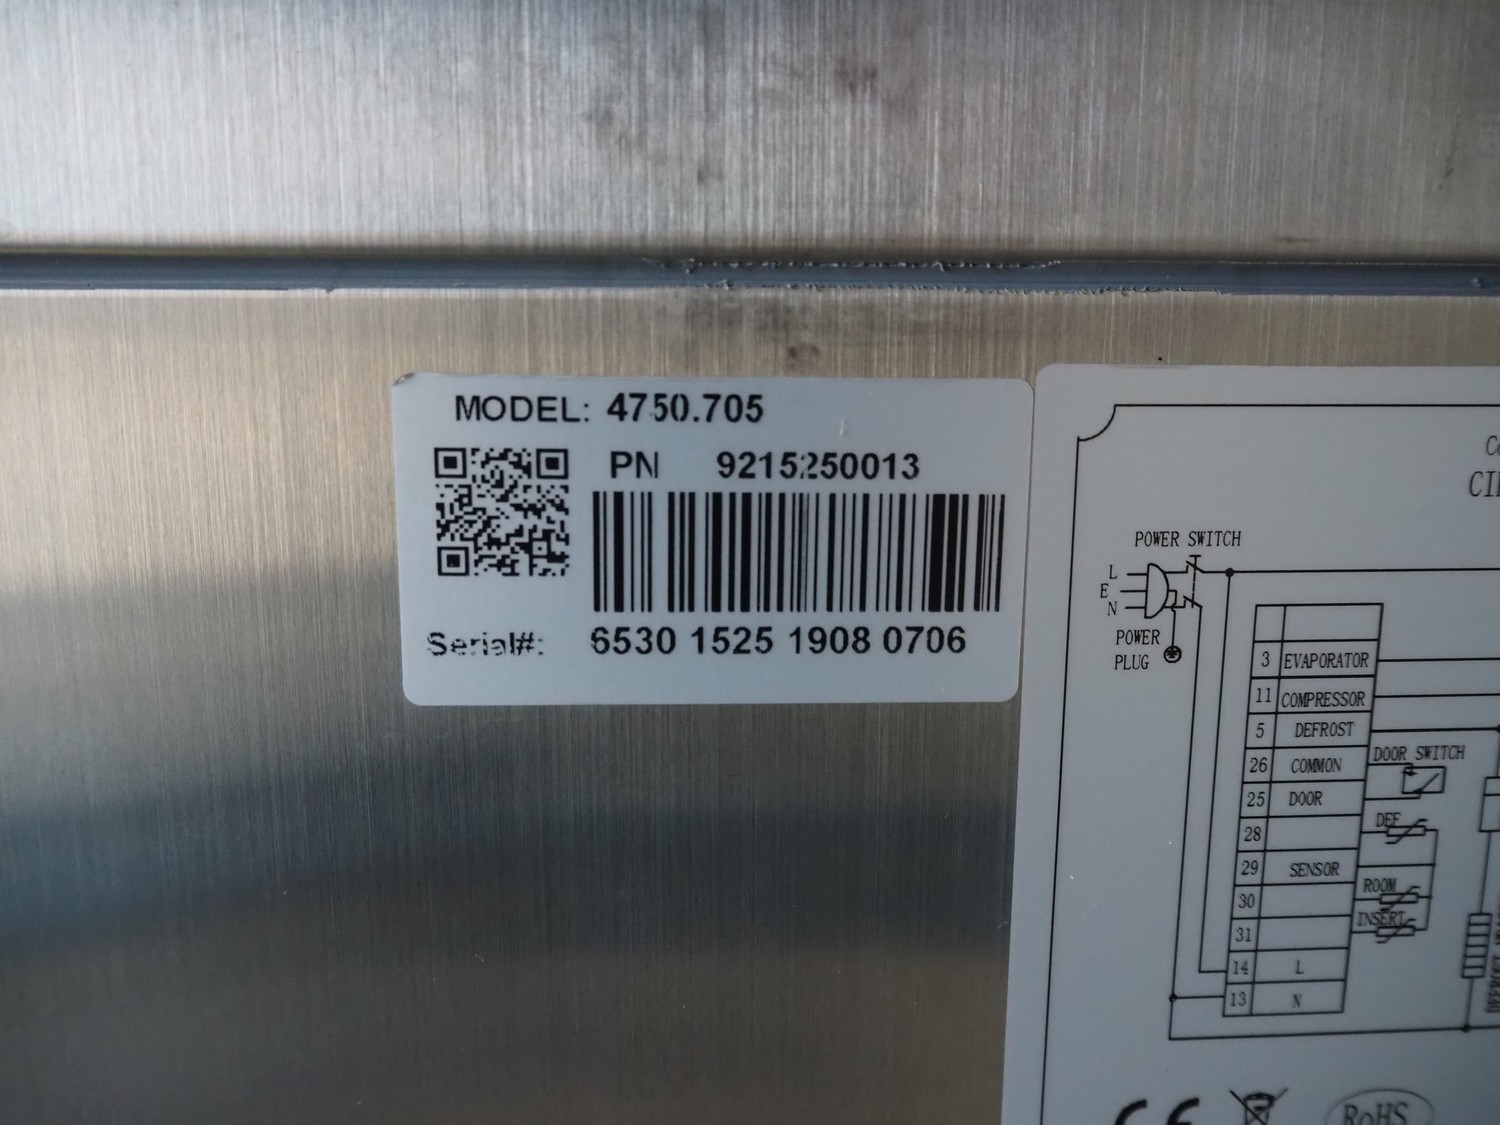 MODEL: 4750.705
PN 9215250013
Serial#: 6530 1525 1908 0706
POWER SWITCH
L
E
N
POWER
PLUG
3 EVAPORATOR
11 COMPRESSOR
5 DEFROST
26 COMMON
DOOR SWITCH
25 DOOR
28
DEF
29 SENSOR
30
ROOM
31
INSERT
14 L
13 N
CE
RoHS